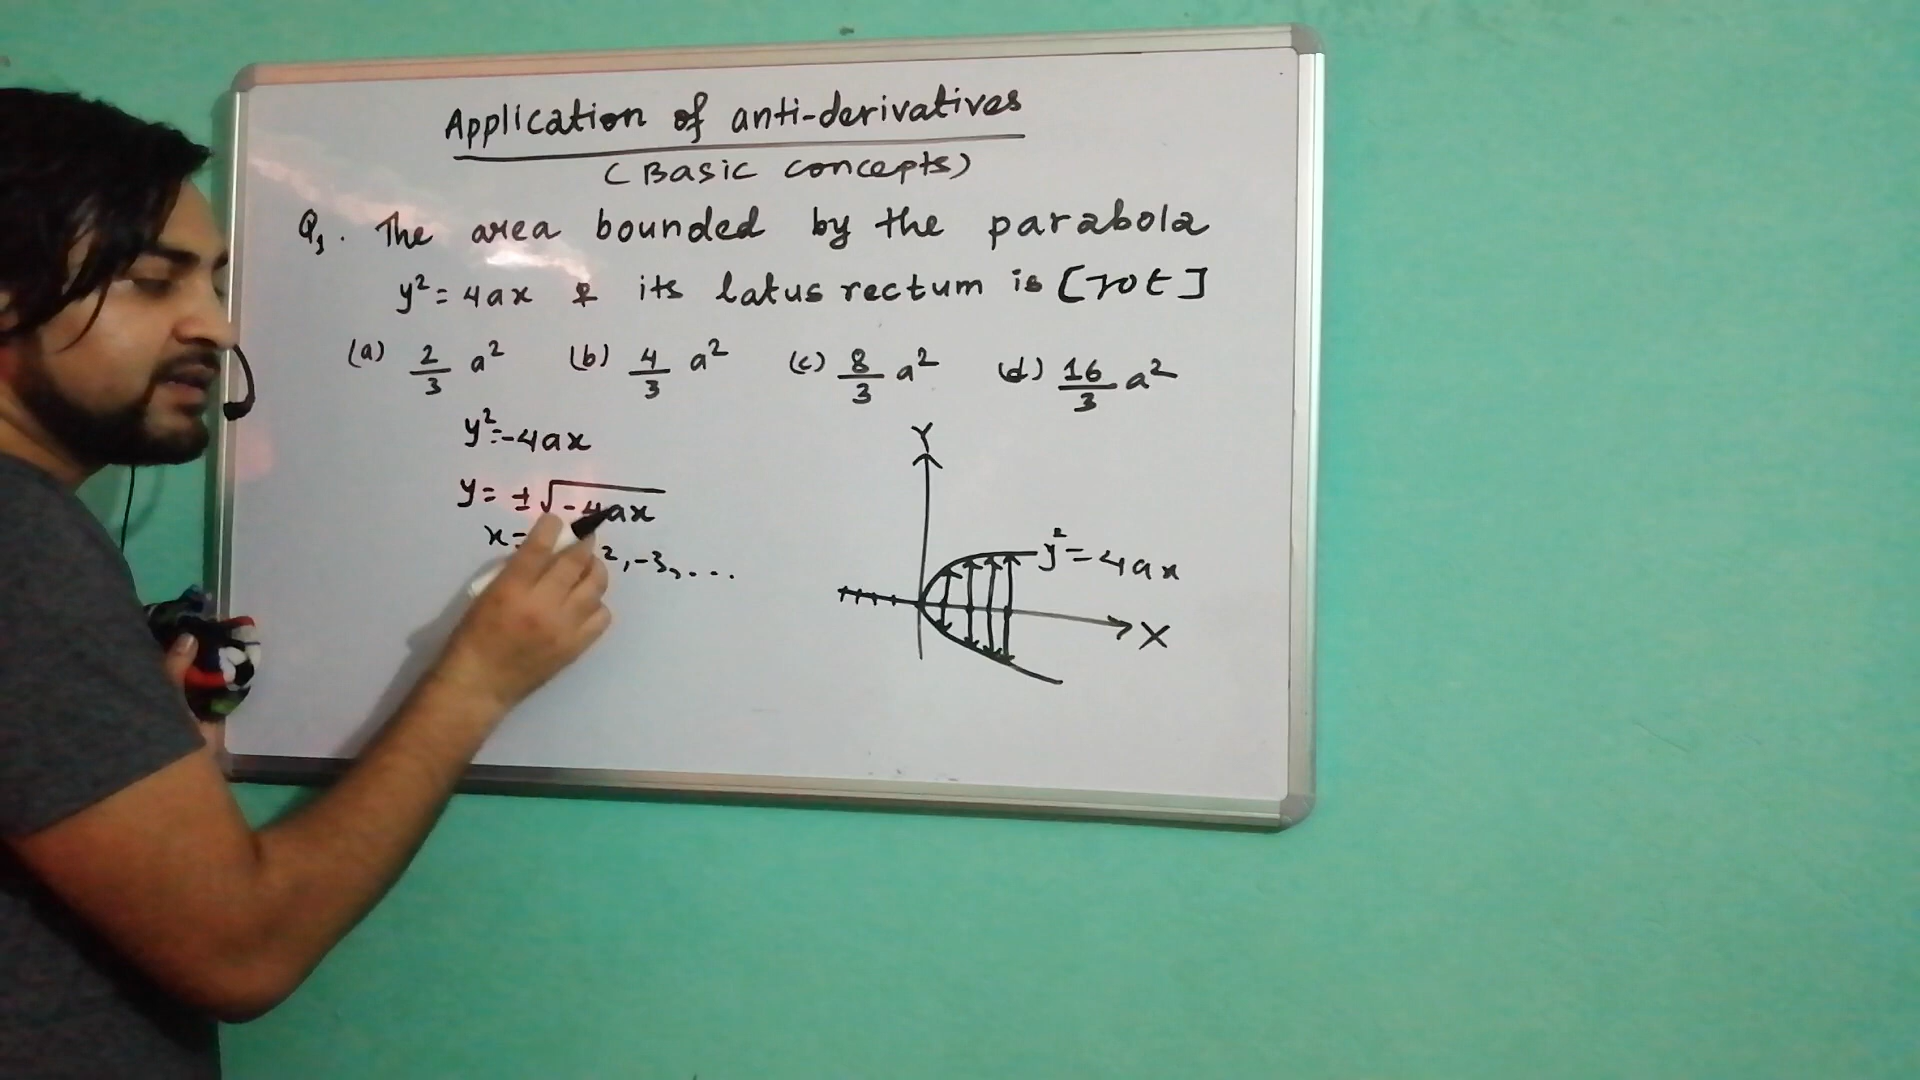 Application of anti-derivatives
(Basic concepts)
Q1. The area bounded by the parabola
y² = 4ax & its latus rectum is [IOE]
(a) 2/3 a² (b) 4/3 a² (c) 8/3 a² (d) 16/3 a²
y² = -4ax
y = ±√-4ax
x = 2, -3, ...
Y
y² = 4ax
X